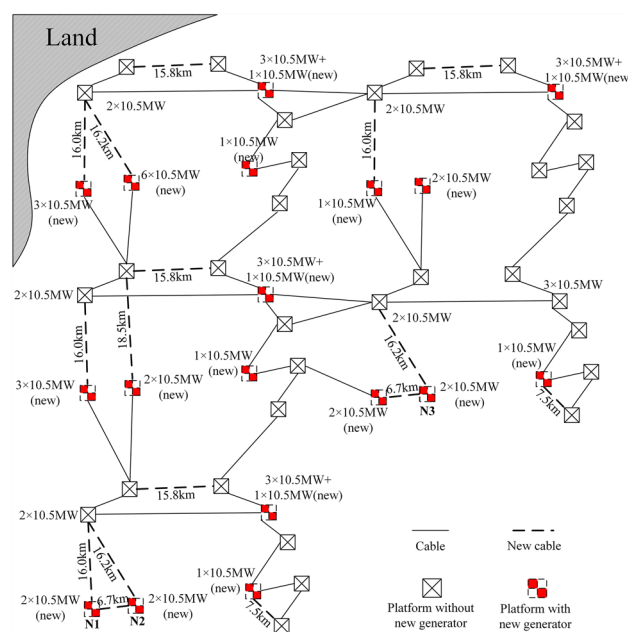 Land
15.8km
3×10.5MW+
1×10.5MW(new)
2×10.5MW
15.8km
3×10.5MW+
1×10.5MW(new)
2×10.5MW
16.0km
16.2km
1×10.5MW
(new)
6×10.5MW
(new)
3×10.5MW
(new)
16.0km
2×10.5MW
(new)
1×10.5MW
(new)
15.8km
3×10.5MW+
1×10.5MW(new)
2×10.5MW
3×10.5MW
2×10.5MW
16.0km
18.5km
1×10.5MW
(new)
16.2km
1×10.5MW
(new)
3×10.5MW
(new)
2×10.5MW
(new)
6.7km
2×10.5MW
(new)
N3
2×10.5MW
(new)
7.5km
15.8km
3×10.5MW+
1×10.5MW(new)
2×10.5MW
16.0km
16.2km
1×10.5MW
(new)
2×10.5MW
(new)
6.7km
N1
N2
2×10.5MW
(new)
7.5km
Cable
New cable
Platform without
new generator
Platform with
new generator